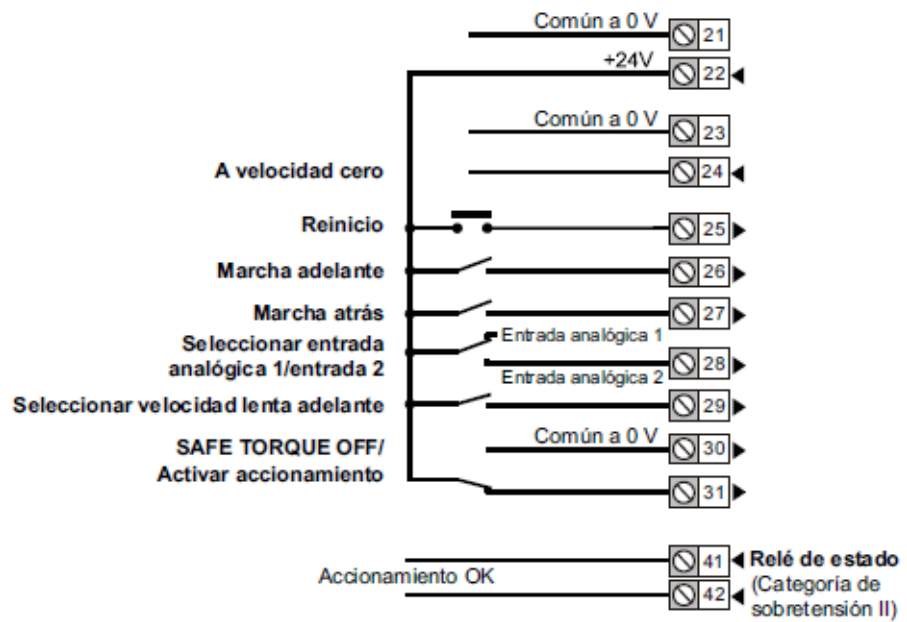 Común a 0 V 21
+24V 22
Común a 0 V 23
A velocidad cero 24
Reinicio 25
Marcha adelante 26
Marcha atrás 27
Seleccionar entrada
analógica 1/entrada 2
Entrada analógica 1
28
Entrada analógica 2
Seleccionar velocidad lenta adelante 29
SAFE TORQUE OFF/
Activar accionamiento
Común a 0 V 30
31
Accionamiento OK
41 Relé de estado
42 (Categoría de
sobretensión II)